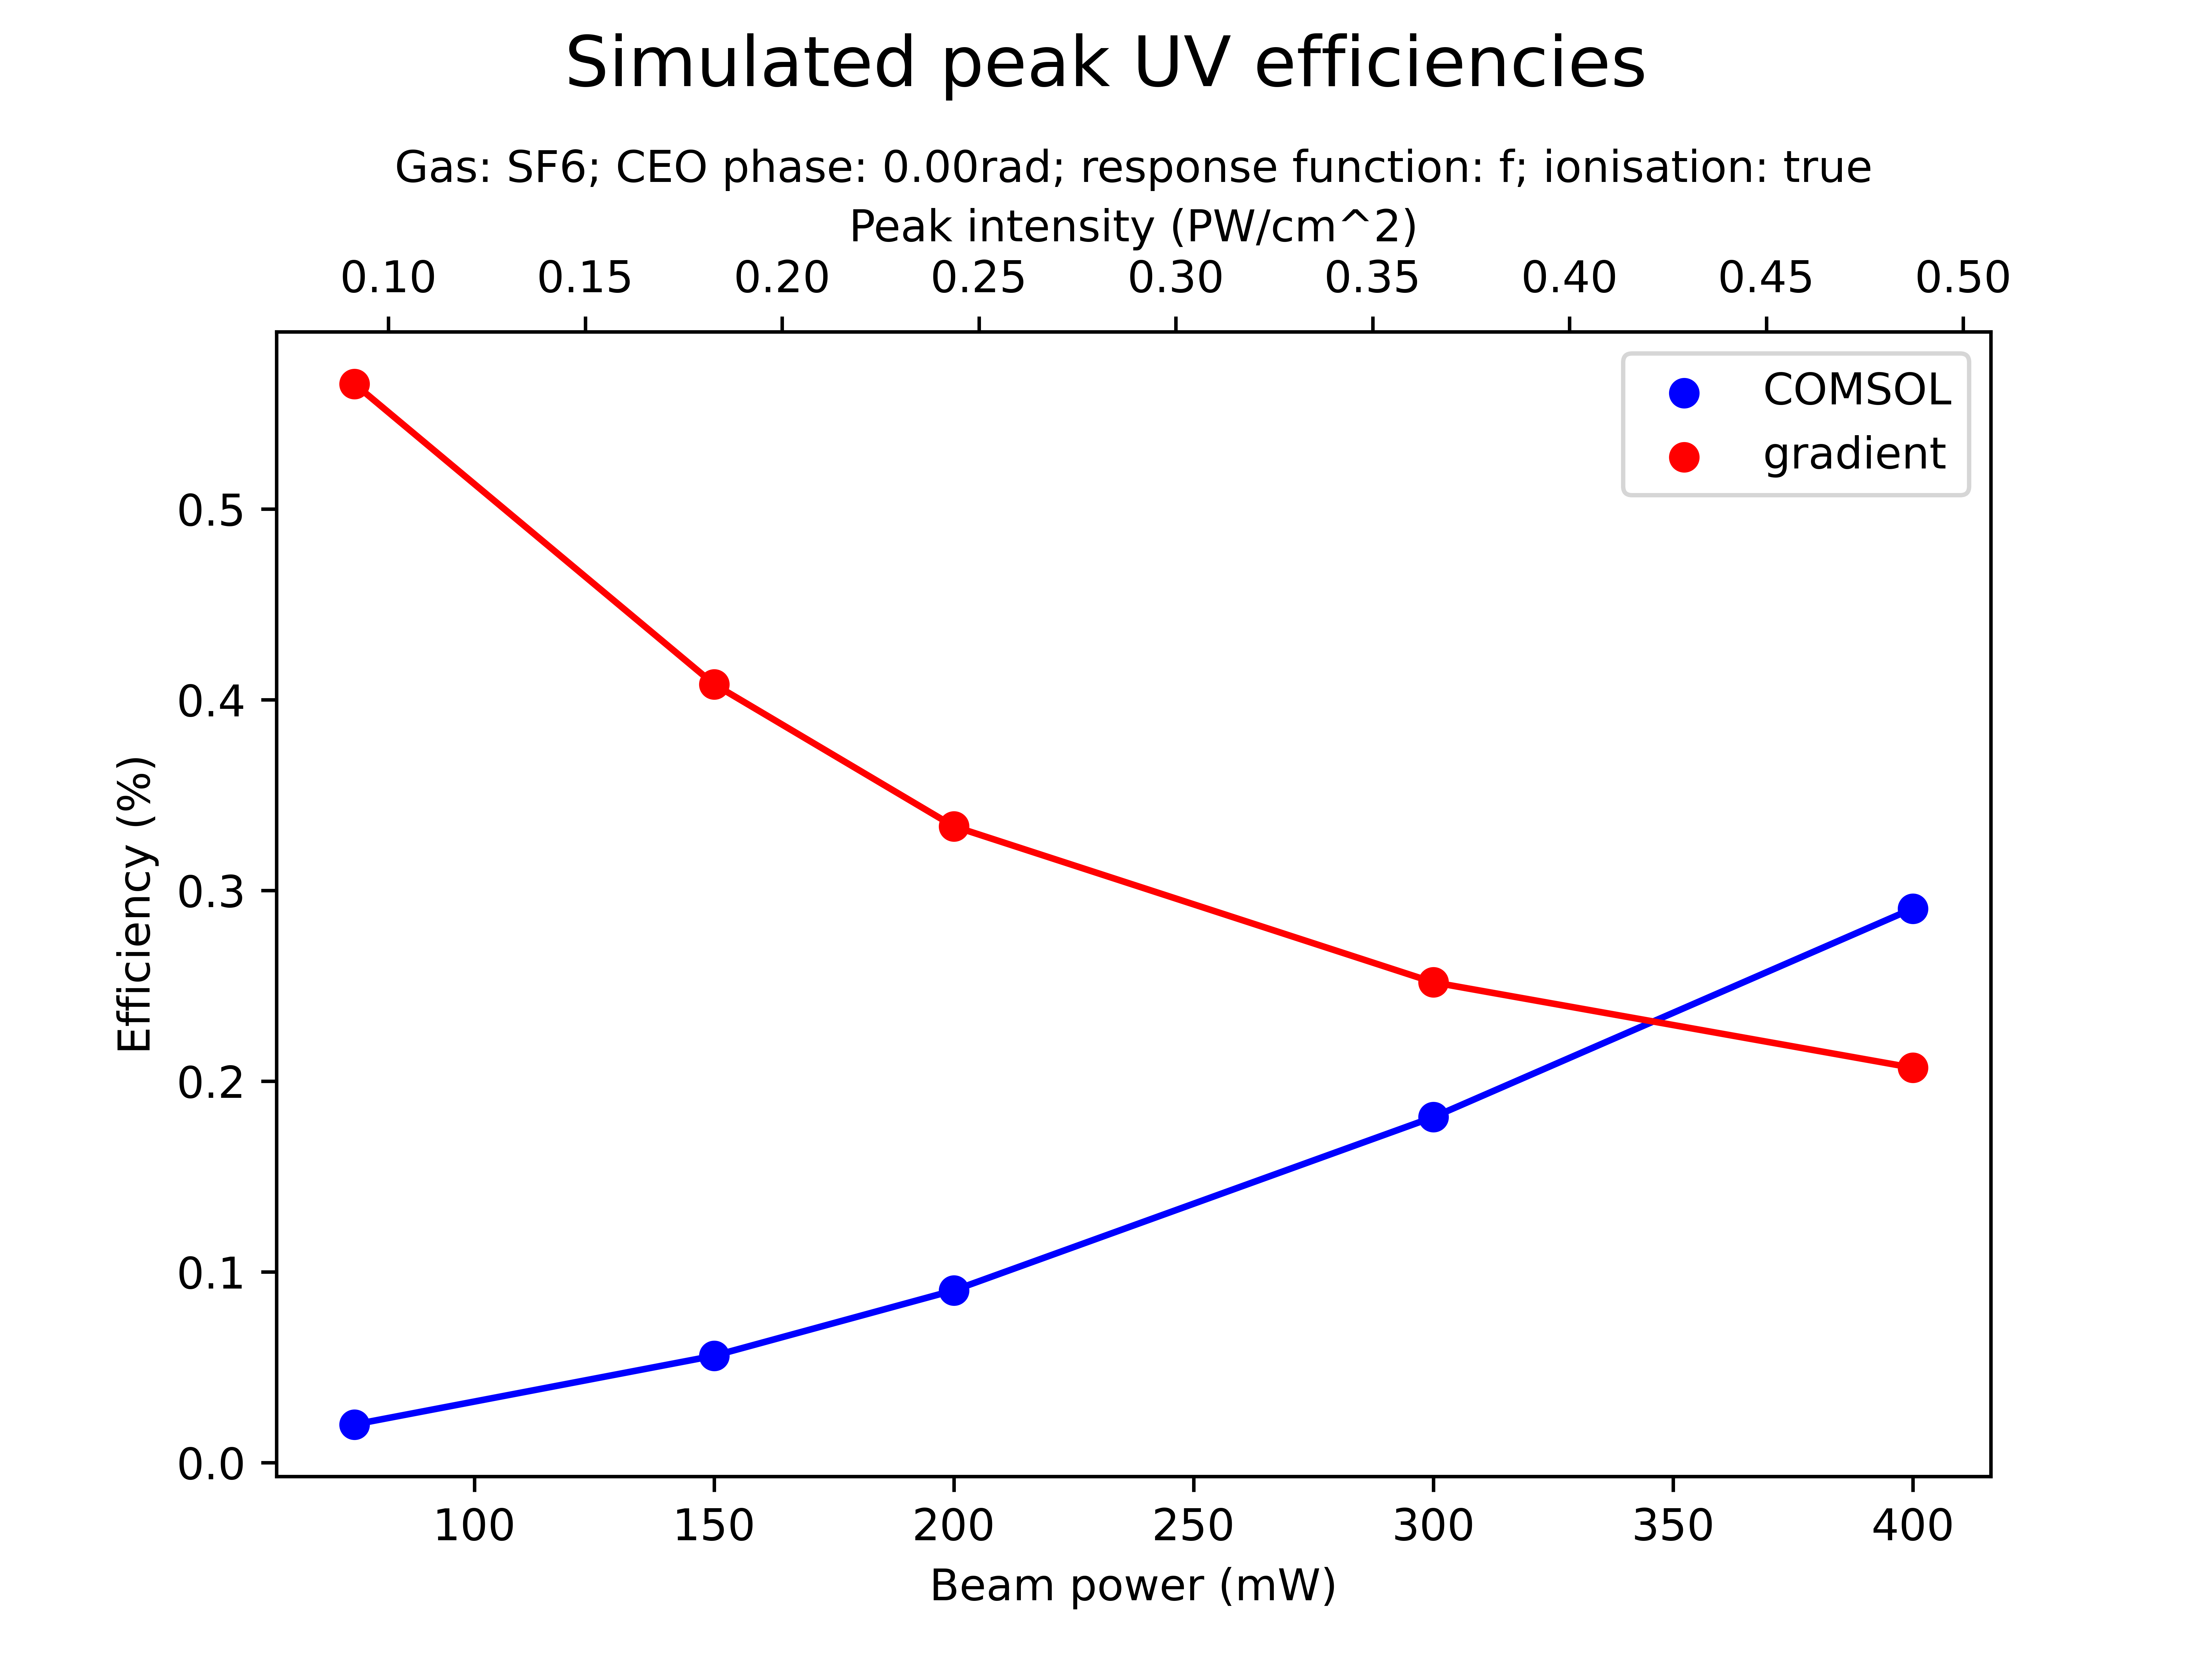 Simulated peak UV efficiencies
Gas: SF6; CEO phase: 0.00rad; response function: f; ionisation: true
Peak intensity (PW/cm^2)
0.10 0.15 0.20 0.25 0.30 0.35 0.40 0.45 0.50
COMSOL
gradient
0.5
0.4
0.3
0.2
0.1
0.0
Efficiency (%)
100 150 200 250 300 350 400
Beam power (mW)